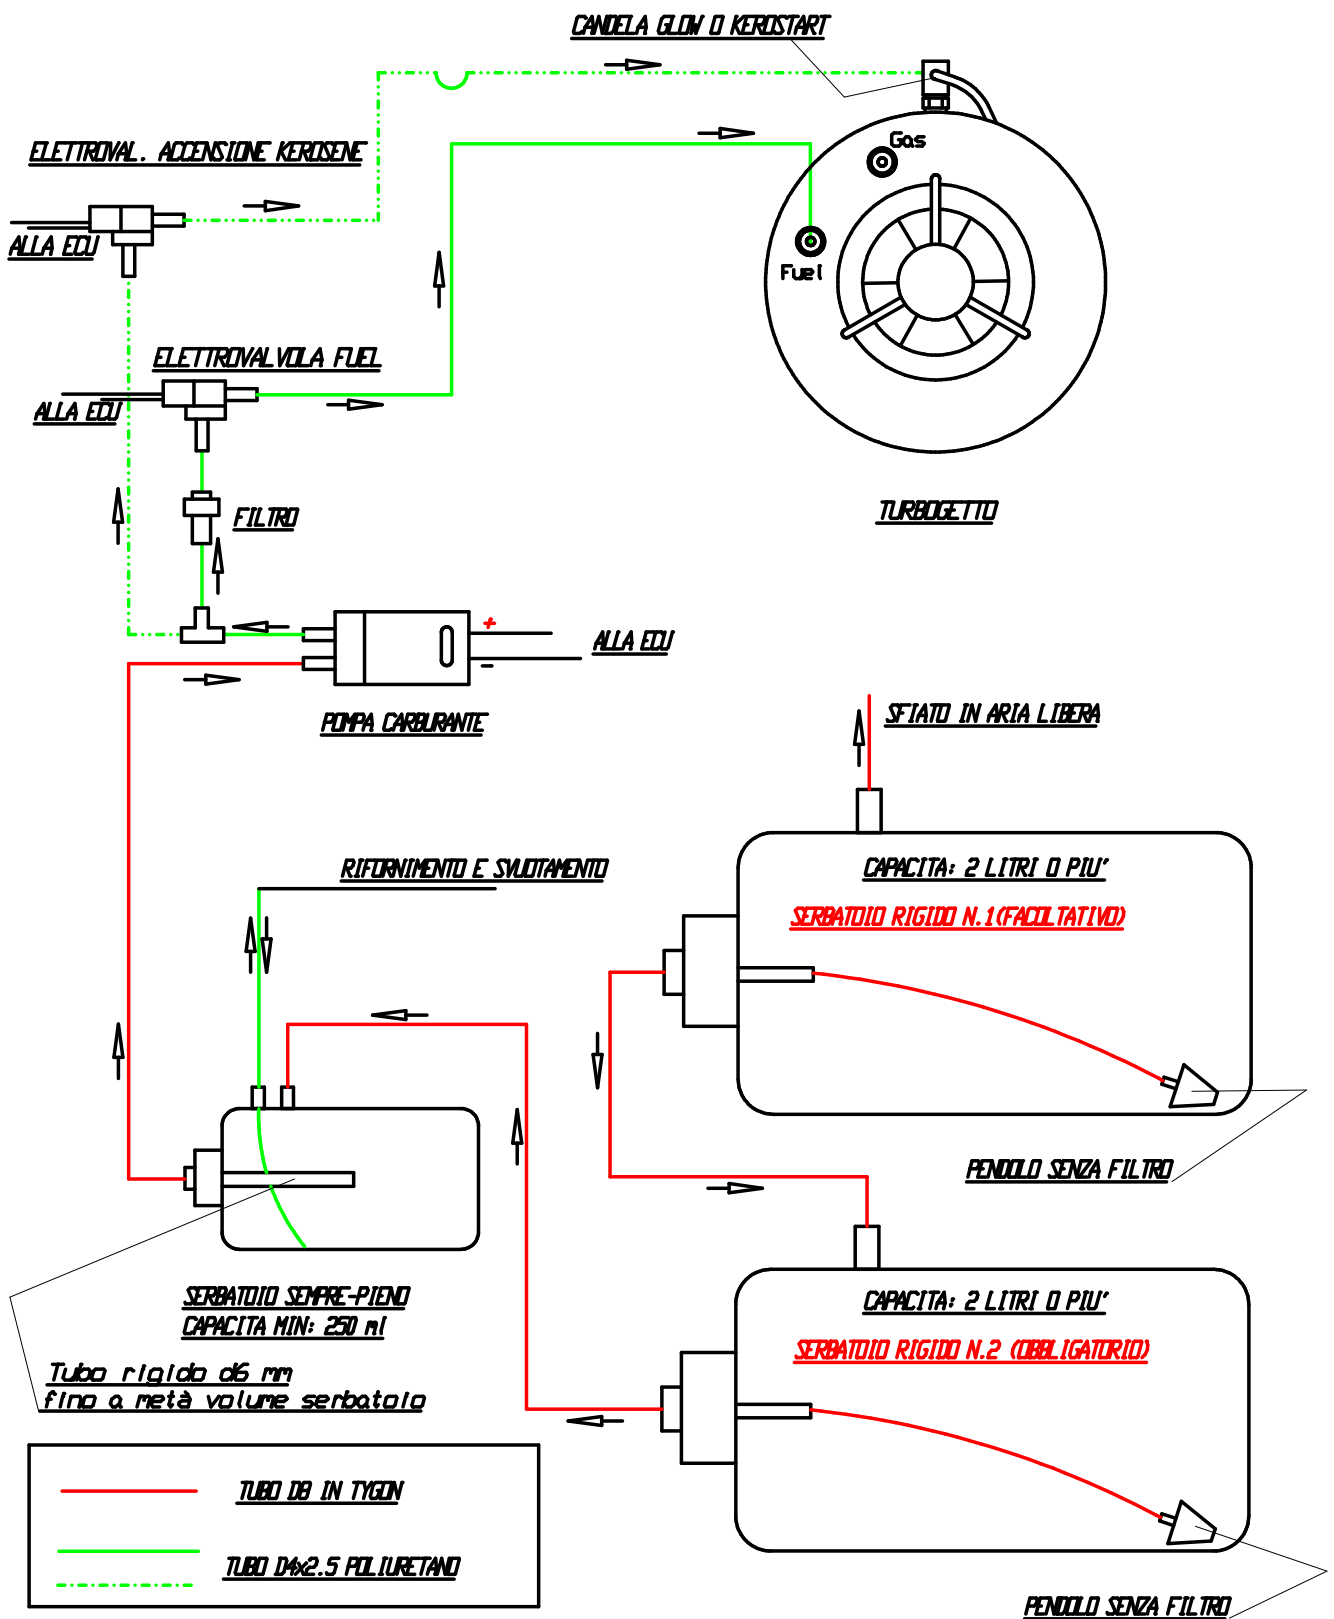 CANDELA GLOW O KEROSTART
ELETTROVAL. ACCENSIONE KEROSENE
Gas
ALLA ECU
Fuel
ELETTROVALVOLA FUEL
ALLA ECU
TURBOGETTO
FILTRO
+
ALLA ECU
-
POMPA CARBURANTE
SFIATO IN ARIA LIBERA
RIFORNIMENTO E SVUOTAMENTO
CAPACITA: 2 LITRI O PIU'
SERBATOIO RIGIDO N.1(FACOLTATIVO)
PENDOLO SENZA FILTRO
SERBATOIO SEMPRE-PIENO
CAPACITA MIN: 250 ml
CAPACITA: 2 LITRI O PIU'
SERBATOIO RIGIDO N.2 (OBBLIGATORIO)
Tubo rigido d6 mm
fino a metà volume serbatoio
TUBO D8 IN TYGON
TUBO D4x2.5 POLIURETANO
PENDOLO SENZA FILTRO